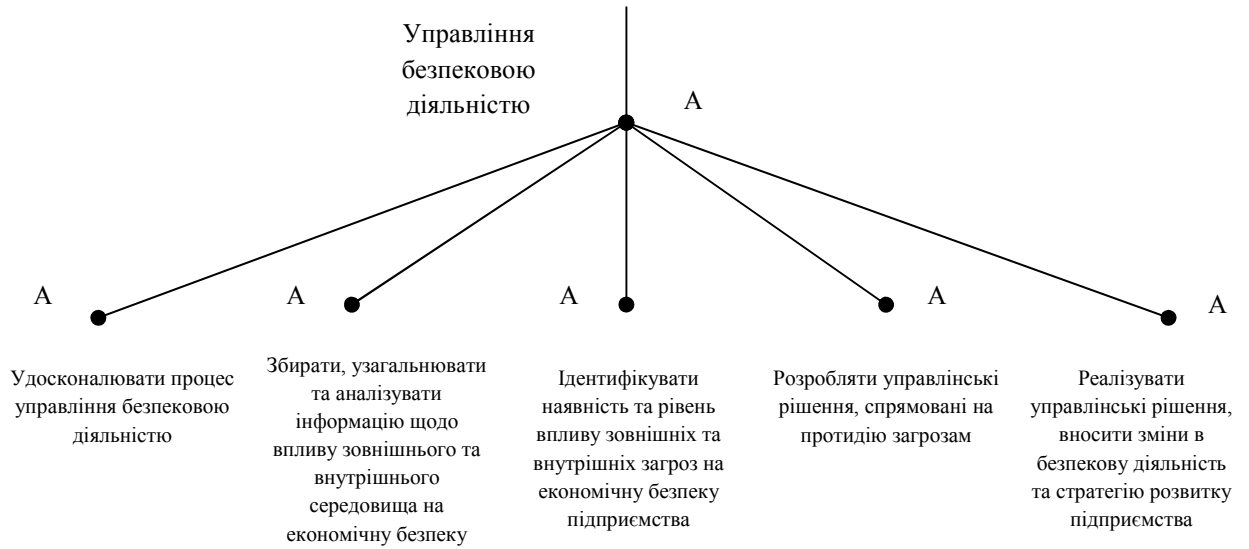 Управління
безпековою
діяльністю
А
А
А
А
А
А
Удосконалювати процес
управління безпековою
діяльністю
Збирати, узагальнювати
та аналізувати
інформацію щодо
впливу зовнішнього та
внутрішнього
середовища на
економічну безпеку
Ідентифікувати
наявність та рівень
впливу зовнішніх та
внутрішніх загроз на
економічну безпеку
підприємства
Розробляти управлінські
рішення, спрямовані на
протидію загрозам
Реалізувати
управлінські рішення,
вносити зміни в
безпекову діяльність
та стратегію розвитку
підприємства